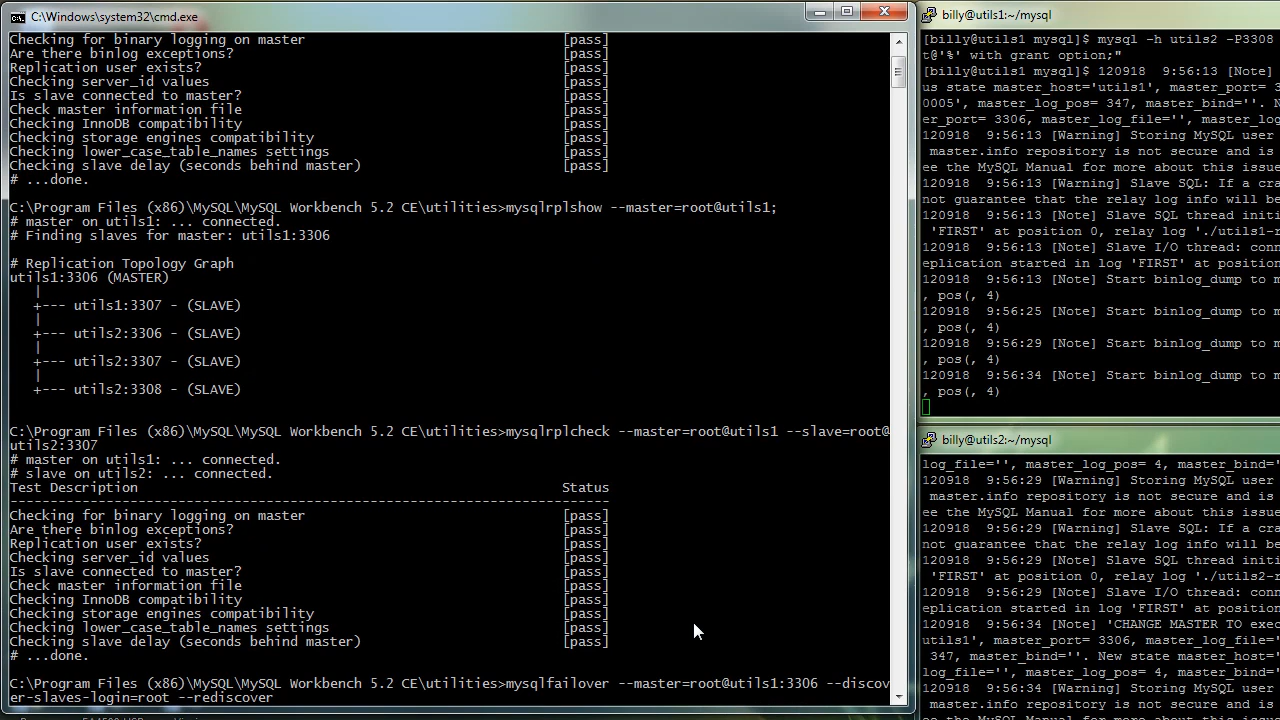 C:\Windows\system32\cmd.exe
Checking for binary logging on master [pass]
Are there binlog exceptions? [pass]
Replication user exists? [pass]
Checking server_id values [pass]
Is slave connected to master? [pass]
Check master information file [pass]
Checking InnoDB compatibility [pass]
Checking storage engines compatibility [pass]
Checking lower_case_table_names settings [pass]
Checking slave delay (seconds behind master) [pass]
# ...done.
C:\Program Files (x86)\MySQL\MySQL Workbench 5.2 CE\utilities>mysqlrplshow --master=root@utils1;
# master on utils1: ... connected.
# Finding slaves for master: utils1:3306
# Replication Topology Graph
utils1:3306 (MASTER)
|
+--- utils1:3307 - (SLAVE)
|
+--- utils2:3306 - (SLAVE)
|
+--- utils2:3307 - (SLAVE)
|
+--- utils2:3308 - (SLAVE)
C:\Program Files (x86)\MySQL\MySQL Workbench 5.2 CE\utilities>mysqlrplcheck --master=root@utils1 --slave=root@
utils2:3307
# master on utils1: ... connected.
# slave on utils2: ... connected.
Test Description Status
---------------------------------------------------------------------------
Checking for binary logging on master [pass]
Are there binlog exceptions? [pass]
Replication user exists? [pass]
Checking server_id values [pass]
Is slave connected to master? [pass]
Check master information file [pass]
Checking InnoDB compatibility [pass]
Checking storage engines compatibility [pass]
Checking lower_case_table_names settings [pass]
Checking slave delay (seconds behind master) [pass]
# ...done.
C:\Program Files (x86)\MySQL\MySQL Workbench 5.2 CE\utilities>mysqlfailover --master=root@utils1:3306 --discov
er-slaves-login=root --rediscover
billy@utils1:~/mysql
[billy@utils1 mysql]$ mysql -h utils2 -P3308
t@'%' with grant option;"
[billy@utils1 mysql]$ 120918 9:56:13 [Note]
us state master_host='utils1', master_port= 3
0005', master_log_pos= 347, master_bind=''. N
er_port= 3306, master_log_file='', master_log
120918 9:56:13 [Warning] Storing MySQL user
master.info repository is not secure and is
ee the MySQL Manual for more about this issue
120918 9:56:13 [Warning] Slave SQL: If a cra
not guarantee that the relay log info will be
120918 9:56:13 [Note] Slave SQL thread initi
'FIRST' at position 0, relay log './utils1-r
120918 9:56:13 [Note] Slave I/O thread: conn
eplication started in log 'FIRST' at position
120918 9:56:13 [Note] Start binlog_dump to m
, pos(, 4)
120918 9:56:25 [Note] Start binlog_dump to m
, pos(, 4)
120918 9:56:29 [Note] Start binlog_dump to m
, pos(, 4)
120918 9:56:34 [Note] Start binlog_dump to m
, pos(, 4)
billy@utils2:~/mysql
log_file='', master_log_pos= 4, master_bind='
120918 9:56:29 [Warning] Storing MySQL user
master.info repository is not secure and is
ee the MySQL Manual for more about this issue
120918 9:56:29 [Warning] Slave SQL: If a cra
not guarantee that the relay log info will be
120918 9:56:29 [Note] Slave SQL thread initi
'FIRST' at position 0, relay log './utils2-r
120918 9:56:29 [Note] Slave I/O thread: conn
eplication started in log 'FIRST' at position
120918 9:56:34 [Note] 'CHANGE MASTER TO exec
utils1', master_port= 3306, master_log_file='
347, master_bind=''. New state master_host='
log_file='', master_log_pos= 4, master_bind='
120918 9:56:34 [Warning] Storing MySQL user
master.info repository is not secure and is